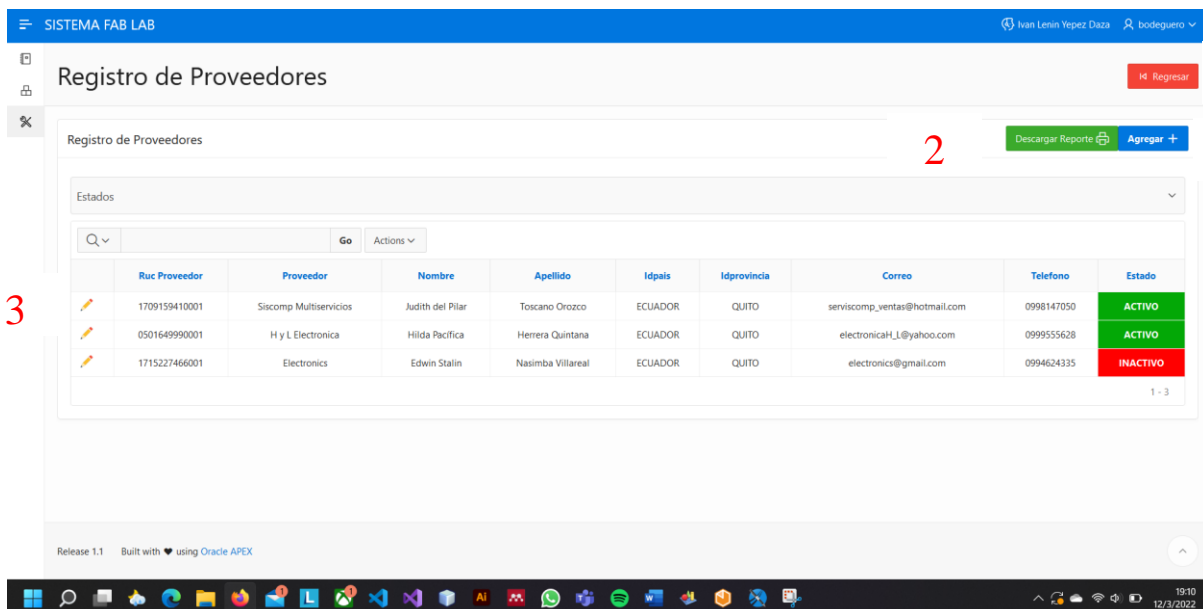 SISTEMA FAB LAB Ivan Lenin Yepez Daza bodeguero
Registro de Proveedores Regresar
Registro de Proveedores 2 Descargar Reporte Agregar +
Estados
Go Actions
Ruc Proveedor Proveedor Nombre Apellido Idpais Idprovincia Correo Telefono Estado
3 1709159410001 Siscomp Multiservicios Judith del Pilar Toscano Orozco ECUADOR QUITO serviscomp_ventas@hotmail.com 0998147050 ACTIVO
0501649990001 H y L Electronica Hilda Pacífica Herrera Quintana ECUADOR QUITO electronicaH_L@yahoo.com 0999555628 ACTIVO
1715227466001 Electronics Edwin Stalin Nasimba Villareal ECUADOR QUITO electronics@gmail.com 0994624335 INACTIVO
1 - 3
Release 1.1 Built with ♥ using Oracle APEX
19:10
12/3/2022